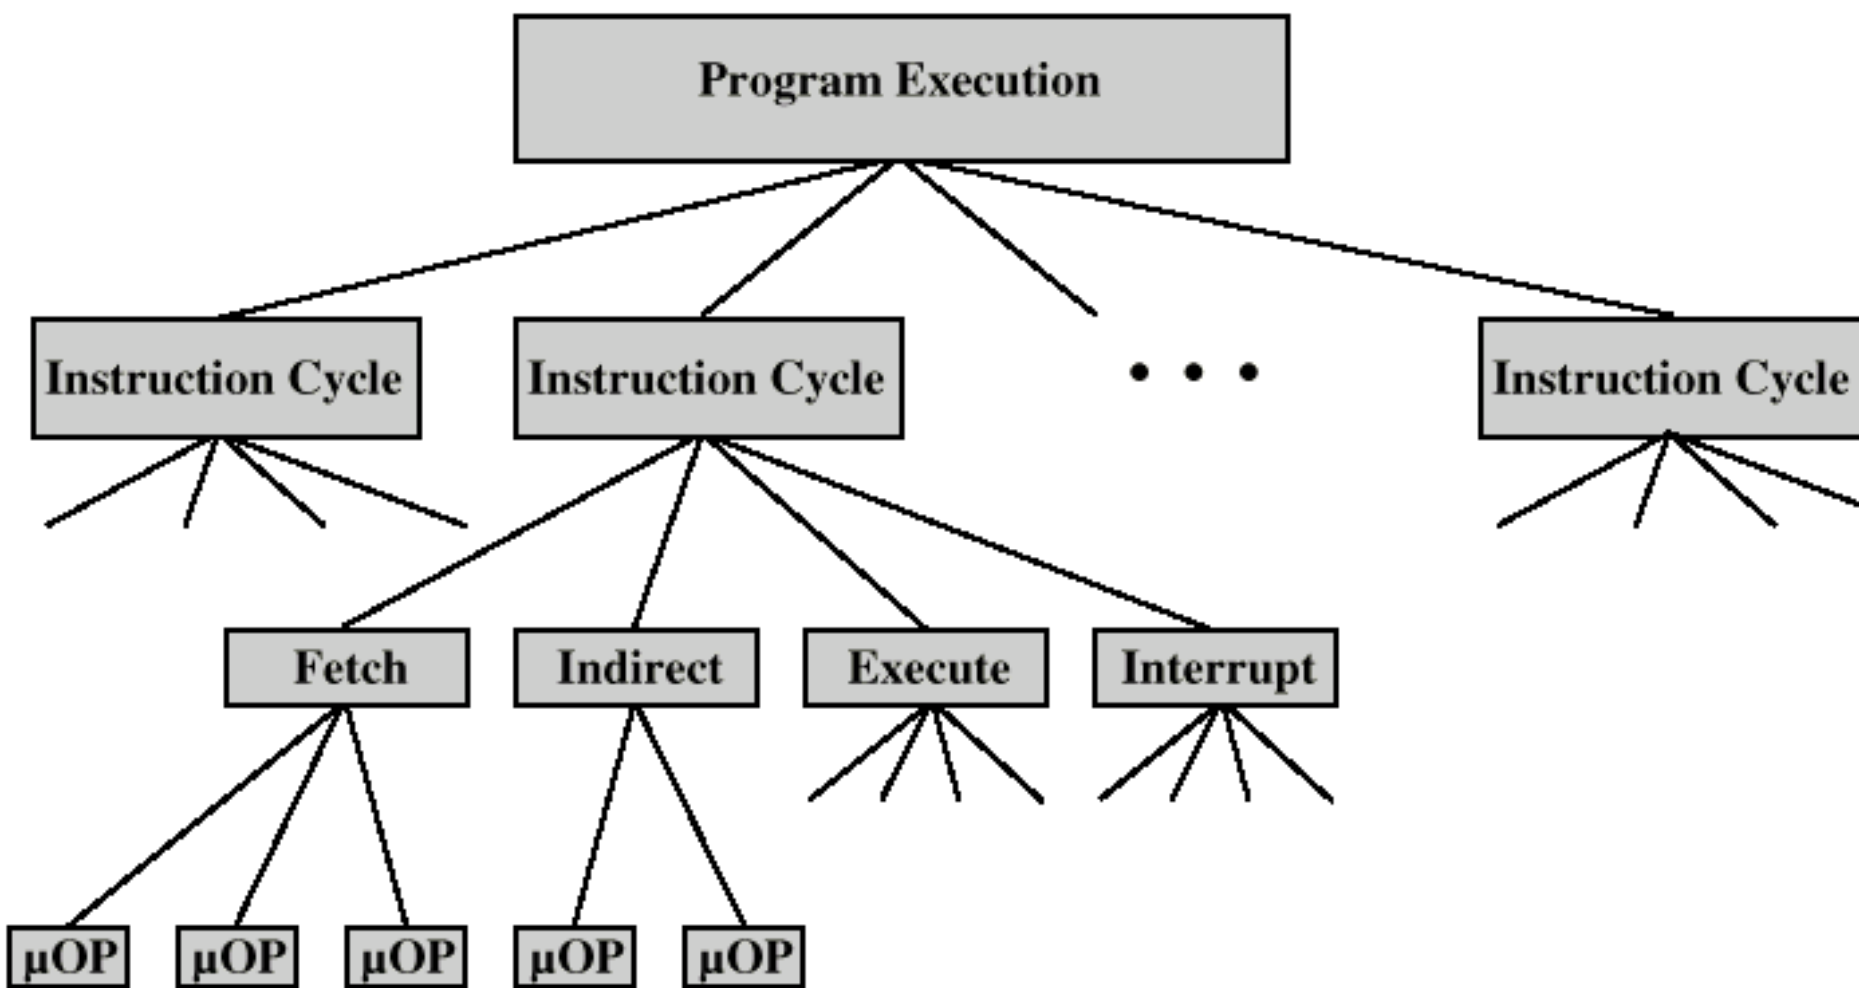 Program Execution
Instruction Cycle
Instruction Cycle
• • •
Instruction Cycle
Fetch
Indirect
Execute
Interrupt
µOP
µOP
µOP
µOP
µOP